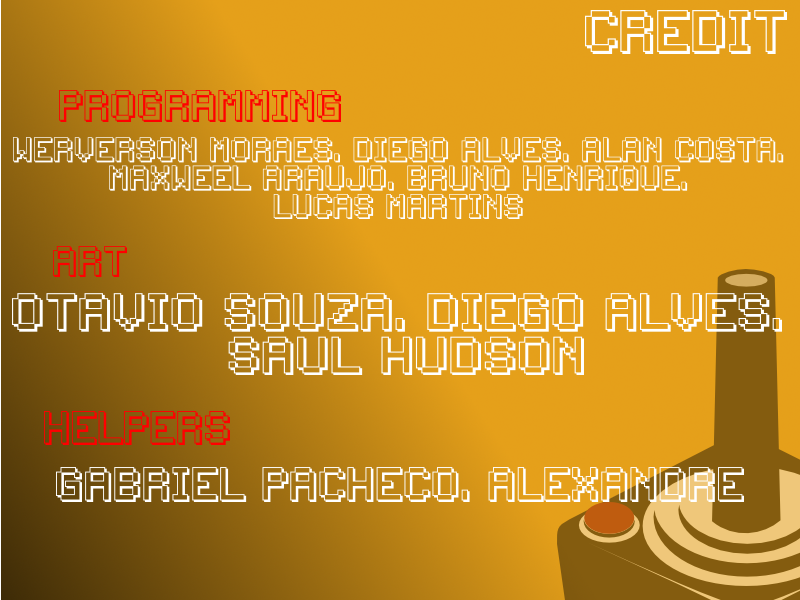 CREDIT
PROGRAMMING
WERVERSON MORAES, DIEGO ALVES, ALAN COSTA,
MAXWEEL ARAUJO, BRUNO HENRIQUE,
LUCAS MARTINS
ART
OTAVIO SOUZA, DIEGO ALVES,
SAUL HUDSON
HELPERS
GABRIEL PACHECO, ALEXANDRE